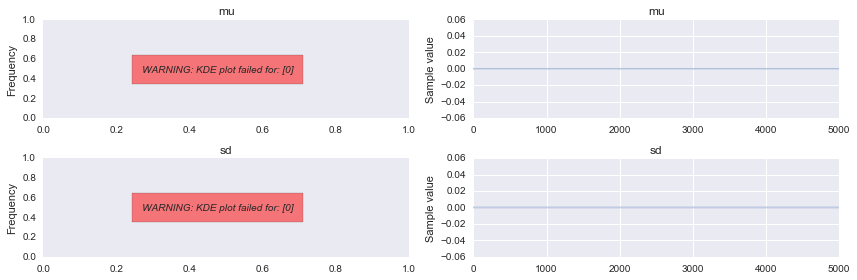 mu
Frequency
1.0
0.8
0.6
0.4
0.2
0.0
WARNING: KDE plot failed for: [0]
0.0 0.2 0.4 0.6 0.8 1.0
mu
Sample value
0.06
0.04
0.02
0.00
−0.02
−0.04
−0.06
0 1000 2000 3000 4000 5000
sd
Frequency
1.0
0.8
0.6
0.4
0.2
0.0
WARNING: KDE plot failed for: [0]
0.0 0.2 0.4 0.6 0.8 1.0
sd
Sample value
0.06
0.04
0.02
0.00
−0.02
−0.04
−0.06
0 1000 2000 3000 4000 5000